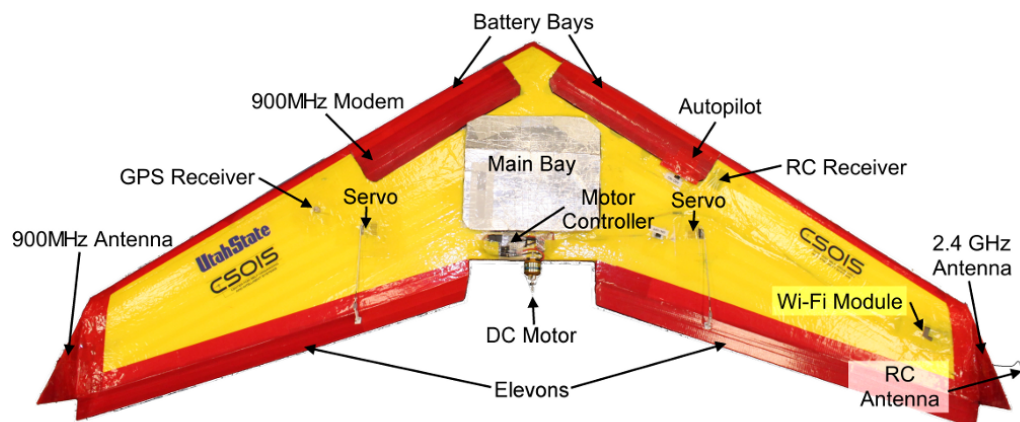 Battery Bays
900MHz Modem
Autopilot
Main Bay
GPS Receiver
RC Receiver
Servo
Motor
Controller
Servo
900MHz Antenna
UtahState
CSOIS
CSOIS
2.4 GHz
Antenna
Wi-Fi Module
DC Motor
Elevons
RC
Antenna